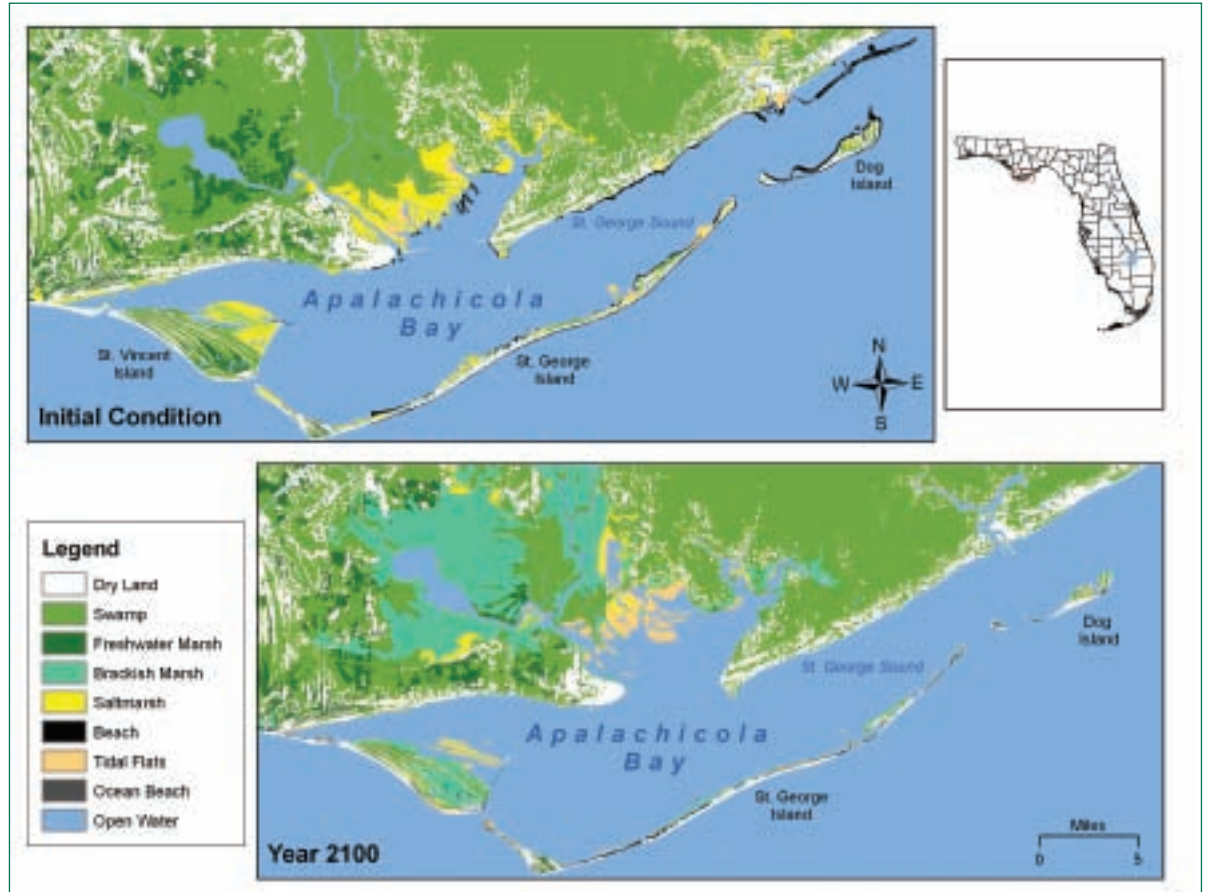 St. George Sound
Dog
Island
Apalachicola
Bay
St. Vincent
Island
St. George
Island
N
W E
S
Initial Condition
Legend
Dry Land
Swamp
Freshwater Marsh
Brackish Marsh
Saltmarsh
Beach
Tidal Flats
Ocean Beach
Open Water
St. George Sound
Dog
Island
Apalachicola
Bay
St. George
Island
Miles
0 5
Year 2100